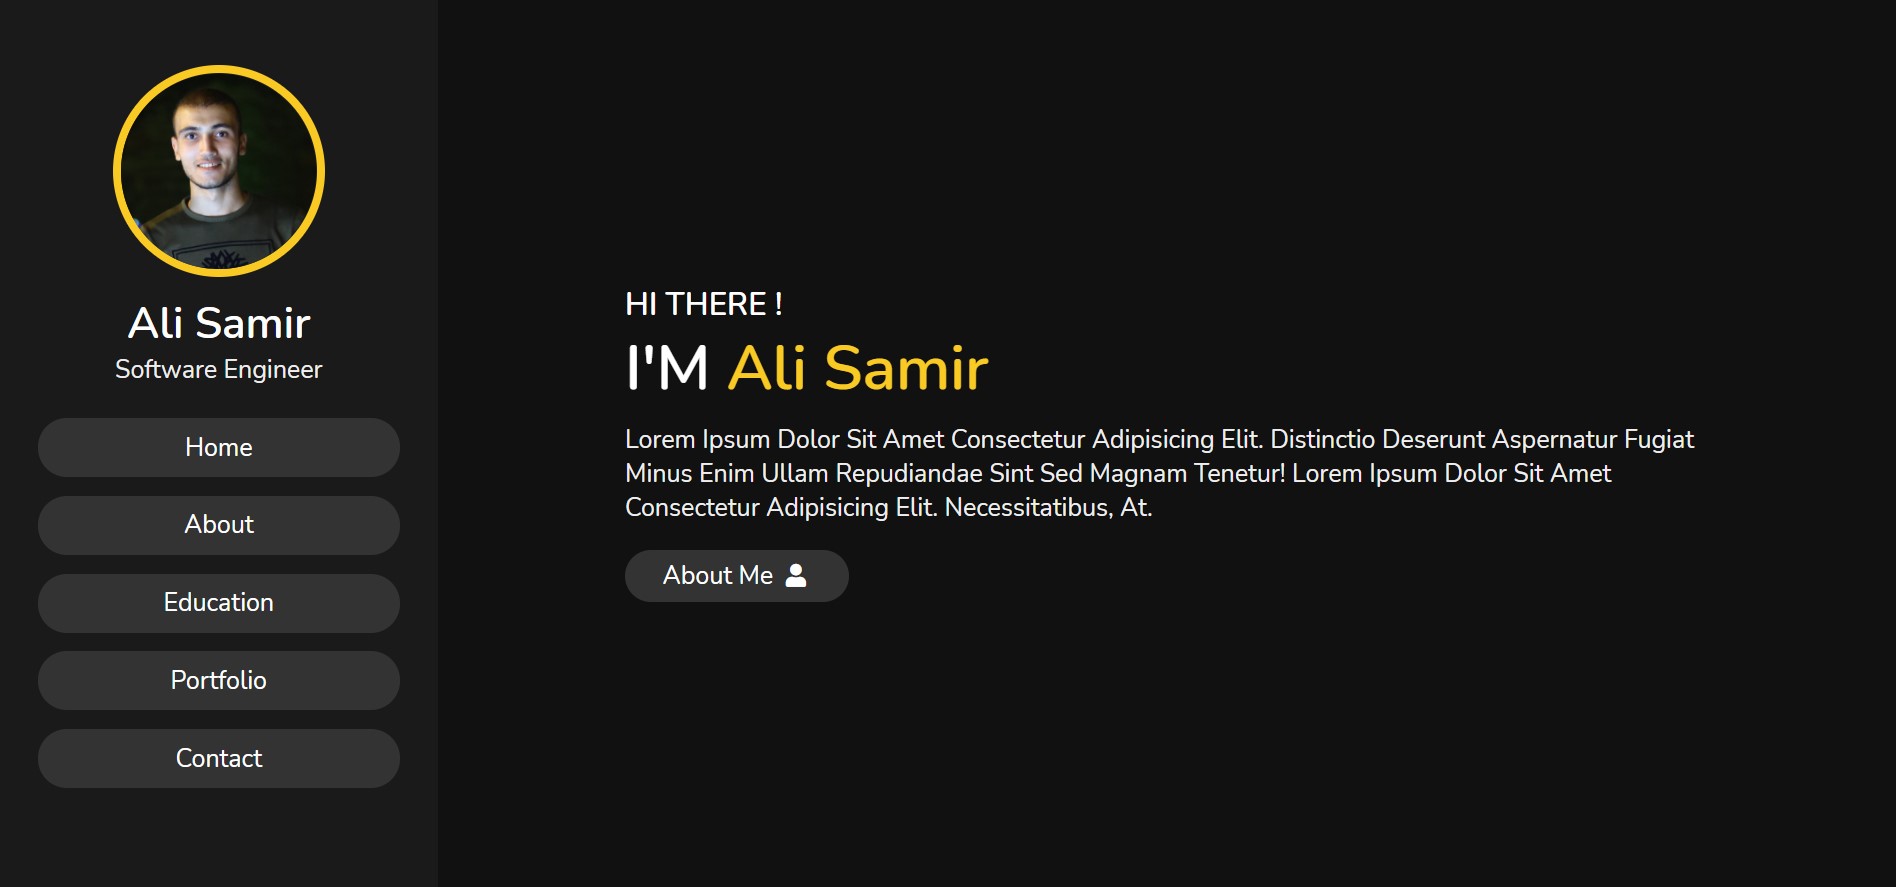 Ali Samir
Software Engineer
Home
About
Education
Portfolio
Contact
HI THERE !
I'M Ali Samir
Lorem Ipsum Dolor Sit Amet Consectetur Adipisicing Elit. Distinctio Deserunt Aspernatur Fugiat
Minus Enim Ullam Repudiandae Sint Sed Magnam Tenetur! Lorem Ipsum Dolor Sit Amet
Consectetur Adipisicing Elit. Necessitatibus, At.
About Me